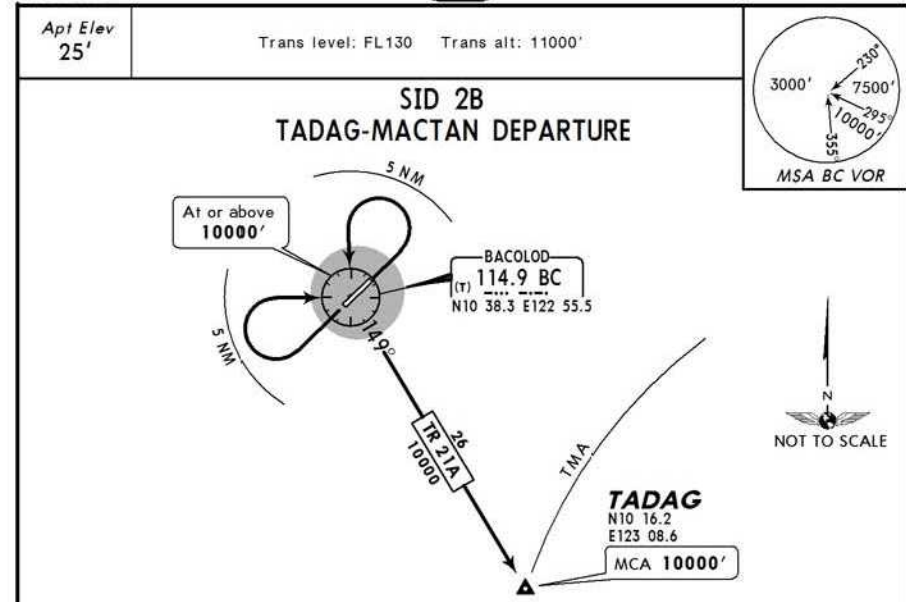 Apt Elev
25'
Trans level: FL130 Trans alt: 11000'
3000'
230°
7500'
295°
10000'
355°
MSA BC VOR
SID 2B
TADAG-MACTAN DEPARTURE
5 NM
At or above
10000'
BACOLOD
(T) 114.9 BC
N10 38.3 E122 55.5
5 NM
149°
26
TR 21A
10000
TMA
N
NOT TO SCALE
TADAG
N10 16.2
E123 08.6
MCA 10000'